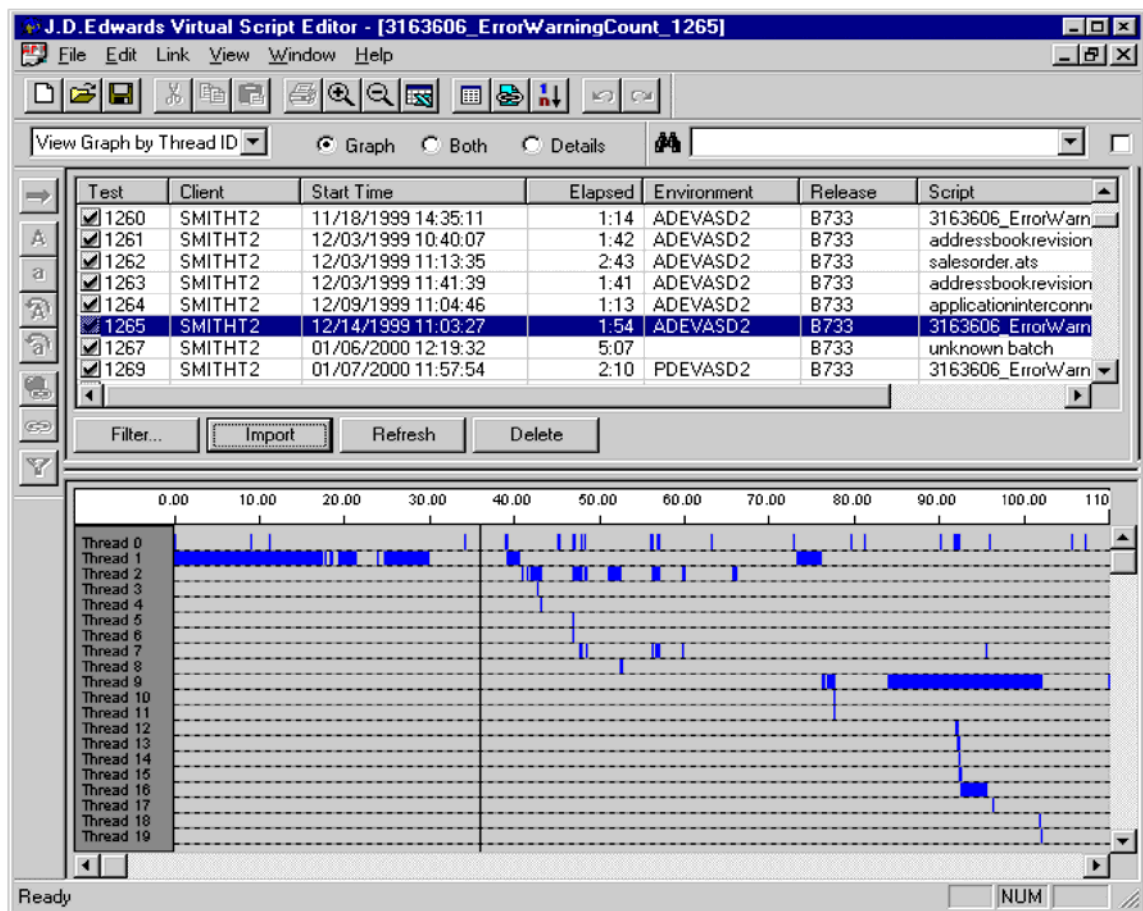 J.D.Edwards Virtual Script Editor - [3163606_ErrorWarningCount_1265]
File Edit Link View Window Help
View Graph by Thread ID Graph Both Details
Test Client Start Time Elapsed Environment Release Script
1260 SMITHT2 11/18/1999 14:35:11 1:14 ADEVASD2 B733 3163606_ErrorWarn
1261 SMITHT2 12/03/1999 10:40:07 1:42 ADEVASD2 B733 addressbookrevision
1262 SMITHT2 12/03/1999 11:13:35 2:43 ADEVASD2 B733 salesorder.ats
1263 SMITHT2 12/03/1999 11:41:39 1:41 ADEVASD2 B733 addressbookrevision
1264 SMITHT2 12/09/1999 11:04:46 1:13 ADEVASD2 B733 applicationinterconn
1265 SMITHT2 12/14/1999 11:03:27 1:54 ADEVASD2 B733 3163606_ErrorWarn
1267 SMITHT2 01/06/2000 12:19:32 5:07 B733 unknown batch
1269 SMITHT2 01/07/2000 11:57:54 2:10 PDEVASD2 B733 3163606_ErrorWarn
Filter... Import Refresh Delete
0.00 10.00 20.00 30.00 40.00 50.00 60.00 70.00 80.00 90.00 100.00 110
Thread 0
Thread 1
Thread 2
Thread 3
Thread 4
Thread 5
Thread 6
Thread 7
Thread 8
Thread 9
Thread 10
Thread 11
Thread 12
Thread 13
Thread 14
Thread 15
Thread 16
Thread 17
Thread 18
Thread 19
Ready NUM